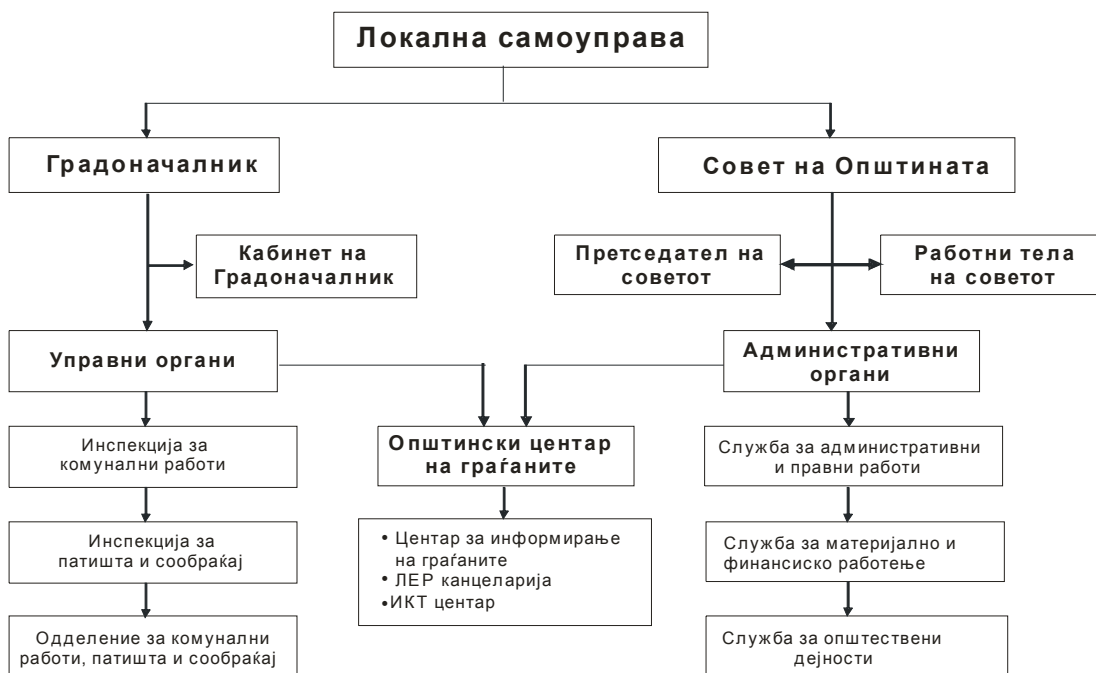 Локална самоуправа
Градоначалник
Совет на Општината
Кабинет на
Градоначалник
Претседател на
советот
Работни тела
на советот
Управни органи
Административни
органи
Инспекција за
комунални работи
Општински центар
на граѓаните
Служба за административни
и правни работи
Инспекција за
патишта и сообраќај
• Центар за информирање
на граѓаните
• ЛЕР канцеларија
•ИКТ центар
Служба за материјално и
финансиско работење
Одделение за комунални
работи, патишта и сообраќај
Служба за општествени
дејности